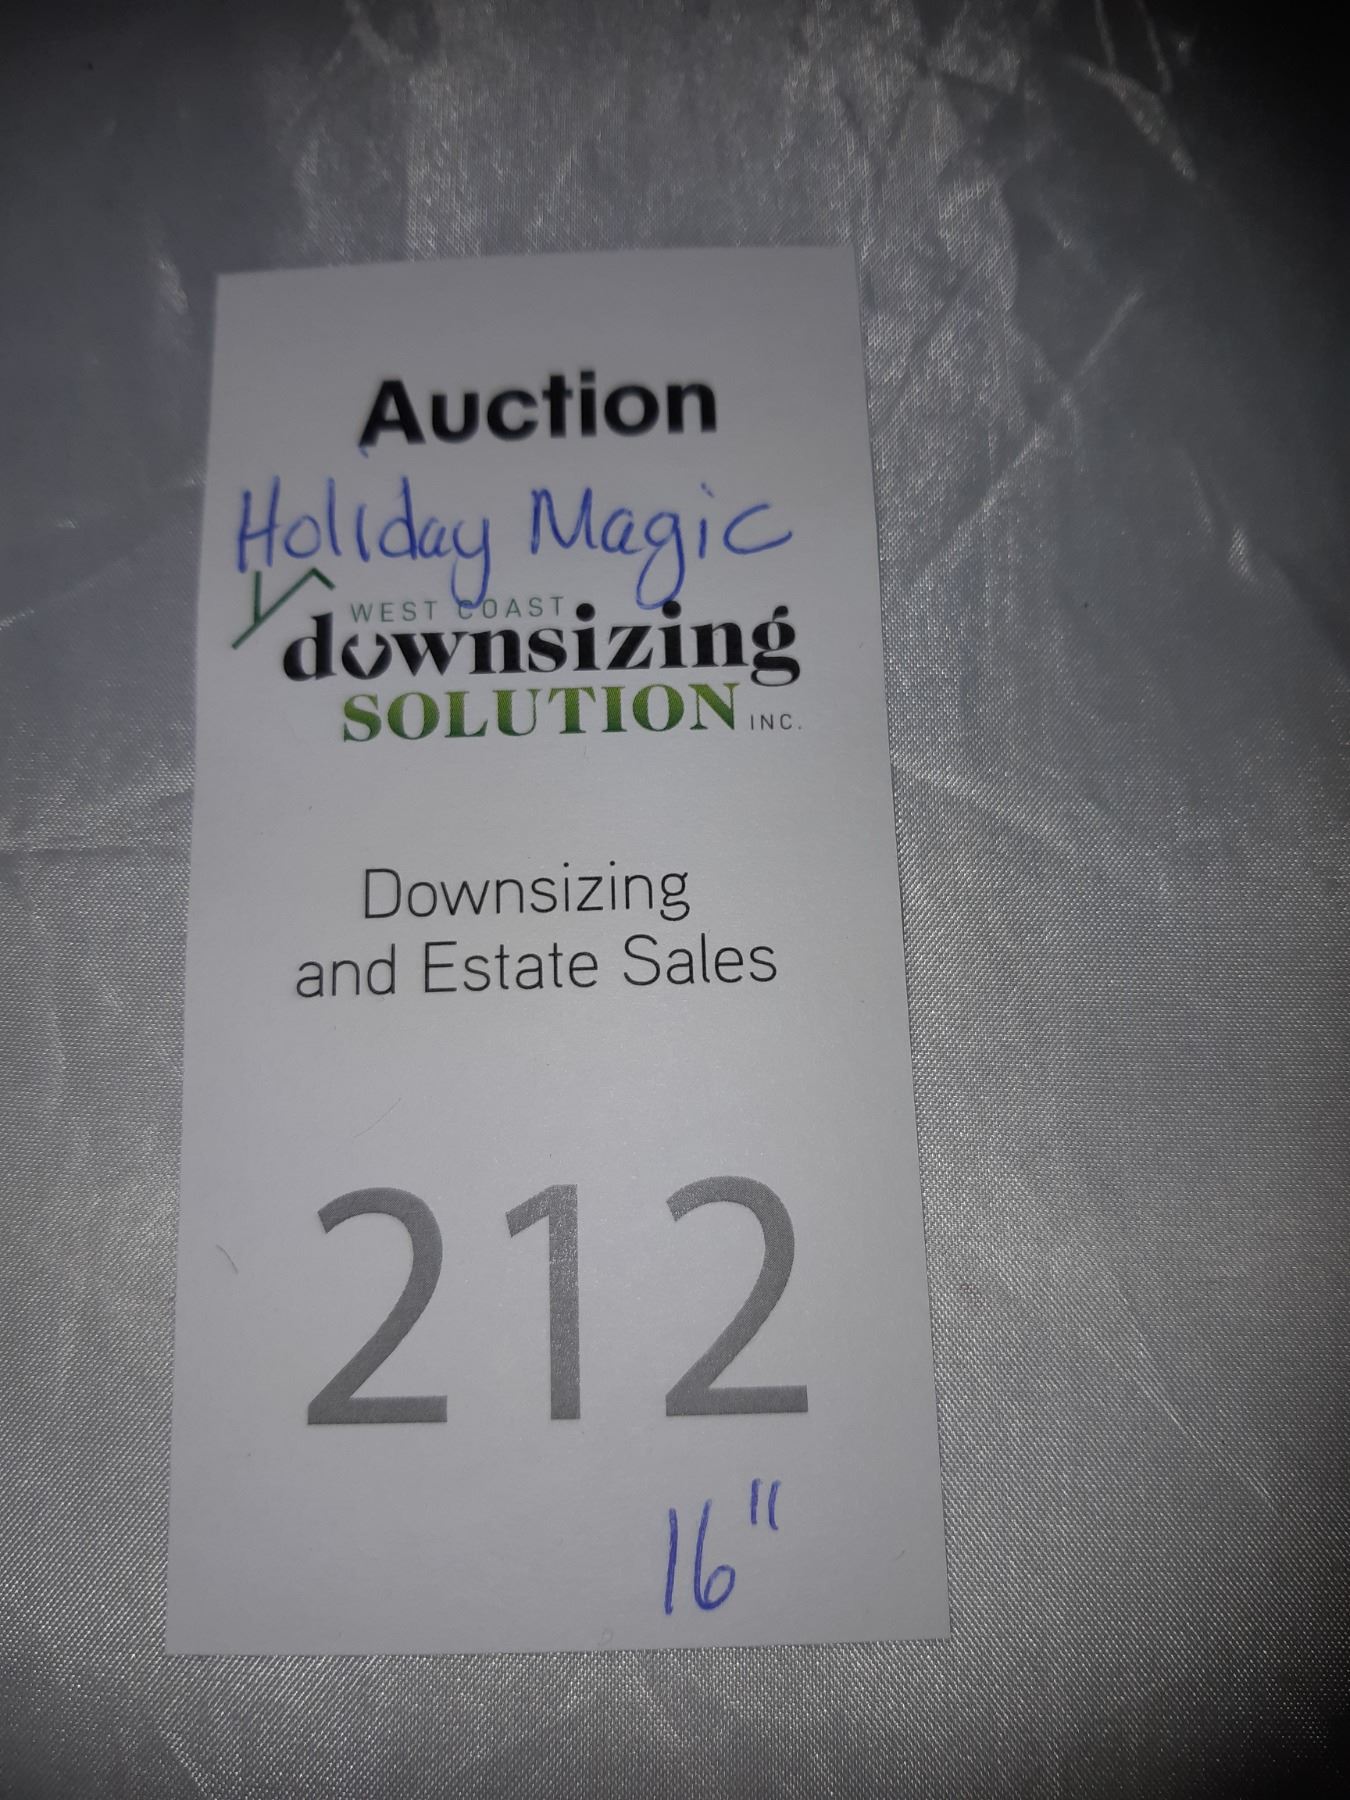 Auction
Holiday Magic
WEST COAST
downsizing
SOLUTION INC.
Downsizing
and Estate Sales
212
16"